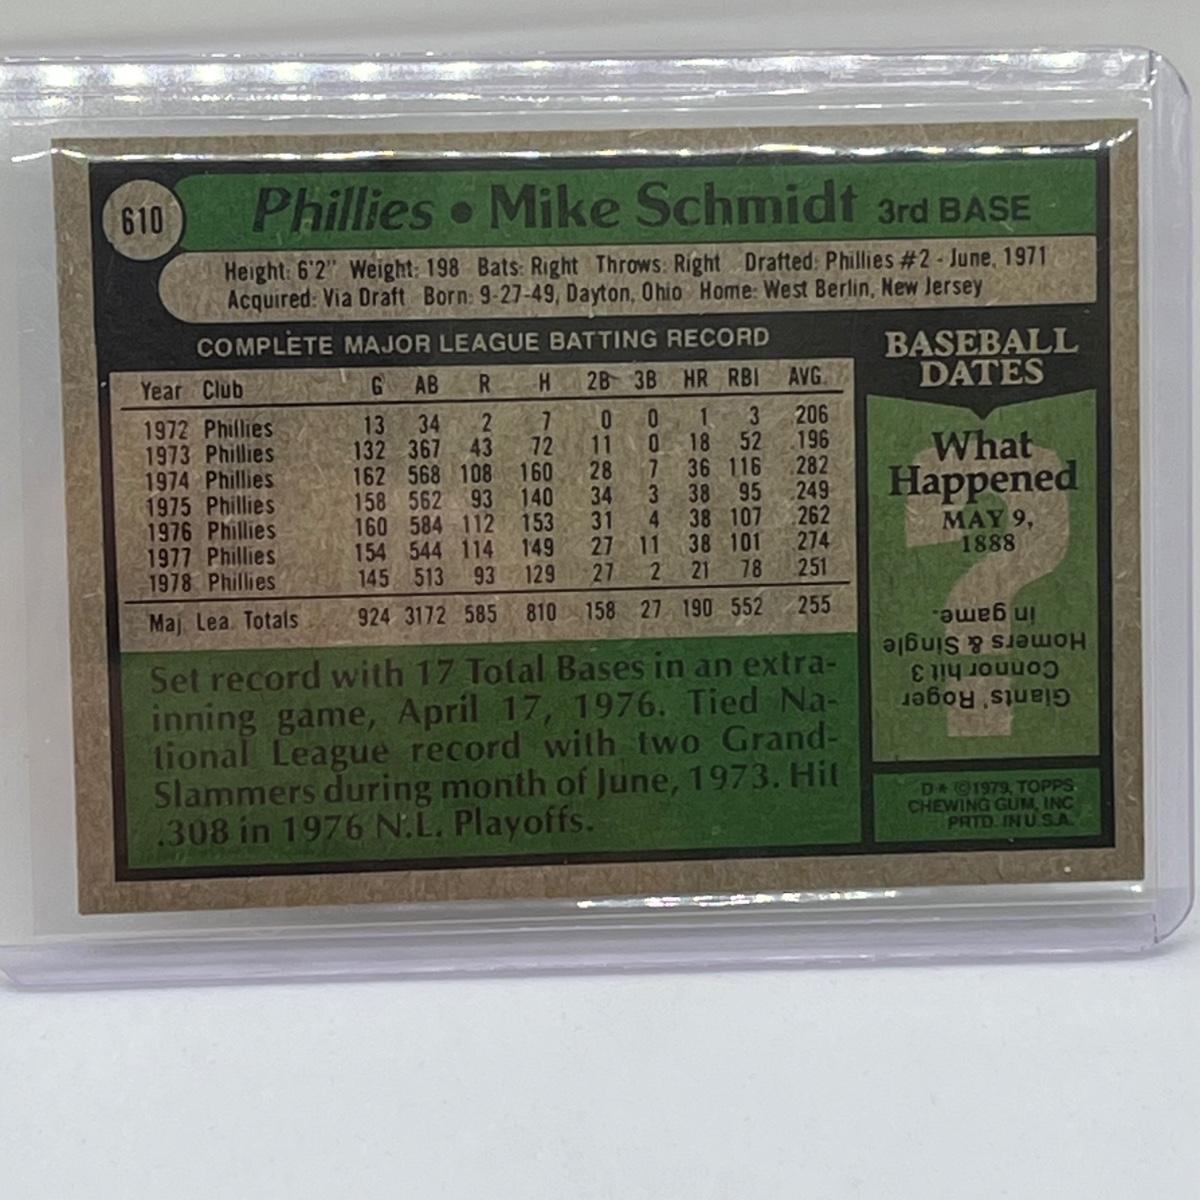 610
Phillies • Mike Schmidt 3rd BASE
Height: 6'2" Weight: 198 Bats: Right Throws: Right Drafted: Phillies #2 - June, 1971
Acquired: Via Draft Born: 9-27-49, Dayton, Ohio Home: West Berlin, New Jersey
COMPLETE MAJOR LEAGUE BATTING RECORD
Year Club G AB R H 2B 3B HR RBI AVG.
1972 Phillies 13 34 2 7 0 0 1 3 .206
1973 Phillies 132 367 43 72 11 0 18 52 .196
1974 Phillies 162 568 108 160 28 7 36 116 .282
1975 Phillies 158 562 93 140 34 3 38 95 .249
1976 Phillies 160 584 112 153 31 4 38 107 .262
1977 Phillies 154 544 114 149 27 11 38 101 .274
1978 Phillies 145 513 93 129 27 2 21 78 .251
Maj. Lea. Totals 924 3172 585 810 158 27 190 552 .255
Set record with 17 Total Bases in an extra-
inning game, April 17, 1976. Tied Na-
tional League record with two Grand-
Slammers during month of June, 1973. Hit
.308 in 1976 N.L. Playoffs.
BASEBALL
DATES
What
Happened
MAY 9,
1888
?
Giants' Roger
Connor hit 3
Homers & Single
in game.
D* ©1979, TOPPS
CHEWING GUM, INC
PRTD. IN U.S.A.